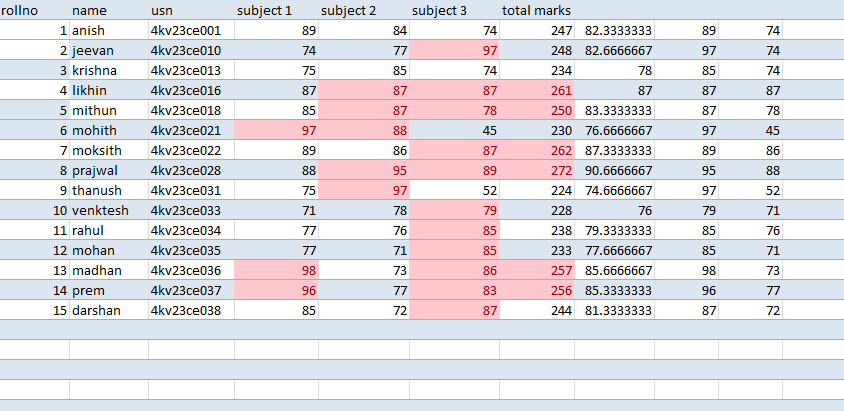 rollno name usn subject 1 subject 2 subject 3 total marks
1 anish 4kv23ce001 89 84 74 247 82.3333333 89 74
2 jeevan 4kv23ce010 74 77 97 248 82.6666667 97 74
3 krishna 4kv23ce013 75 85 74 234 78 85 74
4 likhin 4kv23ce016 87 87 87 261 87 87 87
5 mithun 4kv23ce018 85 87 78 250 83.3333333 87 78
6 mohith 4kv23ce021 97 88 45 230 76.6666667 97 45
7 moksith 4kv23ce022 89 86 87 262 87.3333333 89 86
8 prajwal 4kv23ce028 88 95 89 272 90.6666667 95 88
9 thanush 4kv23ce031 75 97 52 224 74.6666667 97 52
10 venktesh 4kv23ce033 71 78 79 228 76 79 71
11 rahul 4kv23ce034 77 76 85 238 79.3333333 85 76
12 mohan 4kv23ce035 77 71 85 233 77.6666667 85 71
13 madhan 4kv23ce036 98 73 86 257 85.6666667 98 73
14 prem 4kv23ce037 96 77 83 256 85.3333333 96 77
15 darshan 4kv23ce038 85 72 87 244 81.3333333 87 72